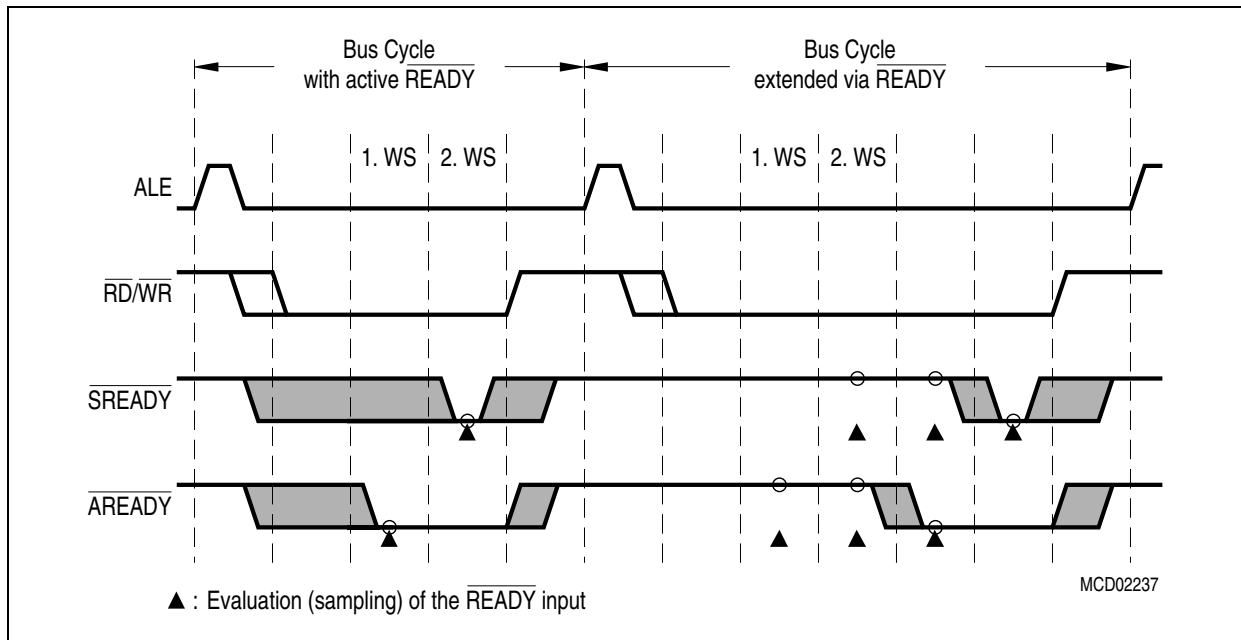 Bus Cycle
with active READY
Bus Cycle
extended via READY
1. WS
2. WS
1. WS
2. WS
ALE
RD/WR
SREADY
AREADY
MCD02237
▲ : Evaluation (sampling) of the READY input